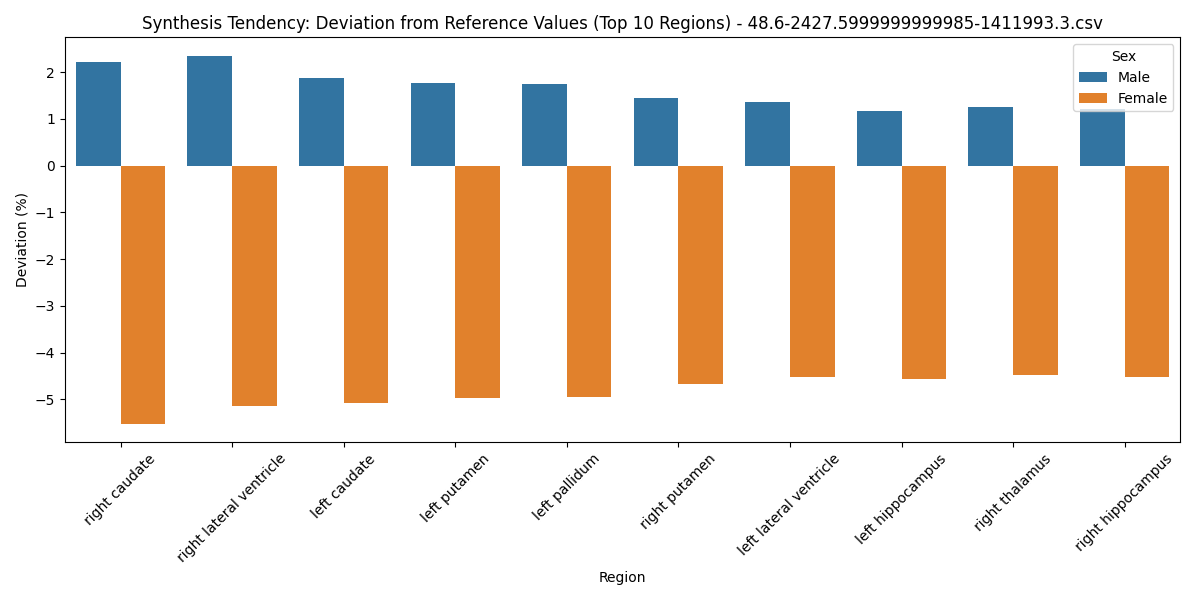 Synthesis Tendency: Deviation from Reference Values (Top 10 Regions) - 48.6-2427.5999999999985-1411993.3.csv
Sex
Male
Female
2
1
0
−1
−2
−3
−4
−5
Deviation (%)
right caudate
right lateral ventricle
left caudate
left putamen
left pallidum
right putamen
left lateral ventricle
left hippocampus
right thalamus
right hippocampus
Region